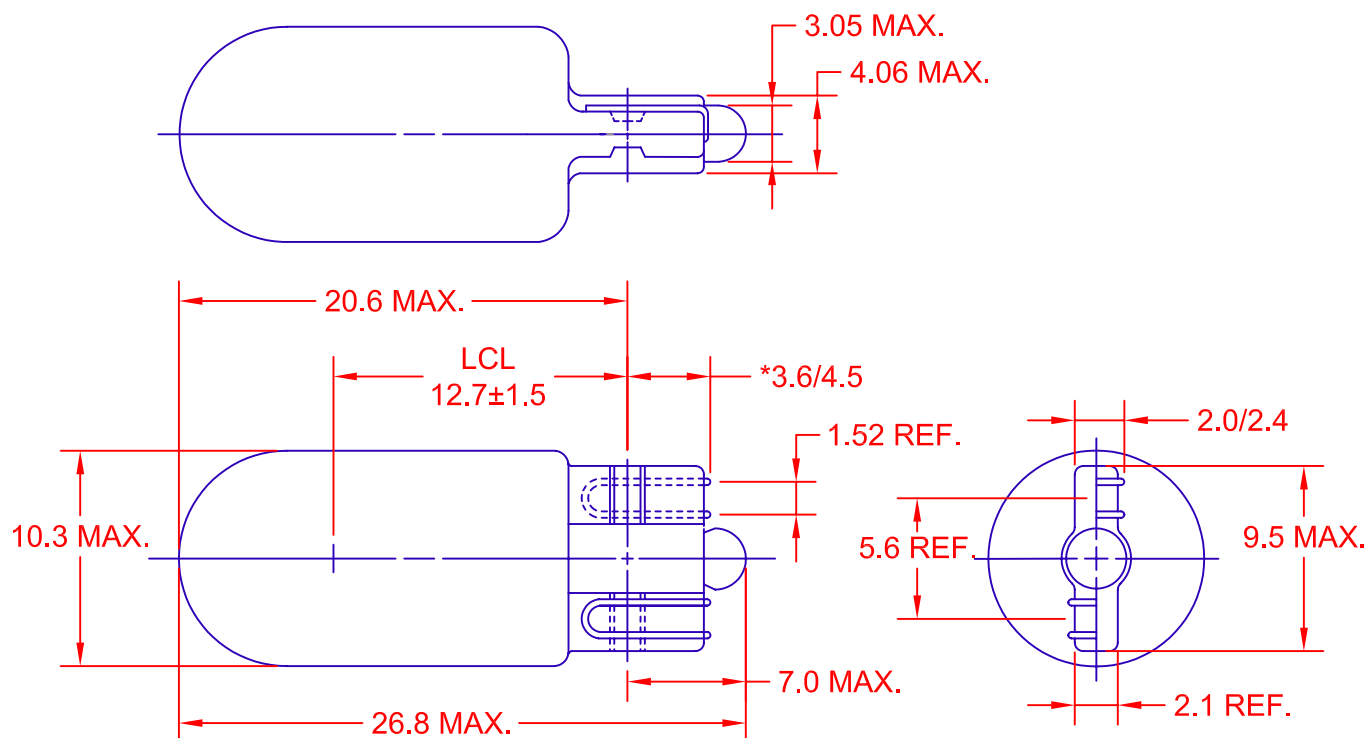 3.05 MAX.
4.06 MAX.
20.6 MAX.
LCL
12.7±1.5
*3.6/4.5
1.52 REF.
2.0/2.4
10.3 MAX.
5.6 REF.
9.5 MAX.
7.0 MAX.
26.8 MAX.
2.1 REF.